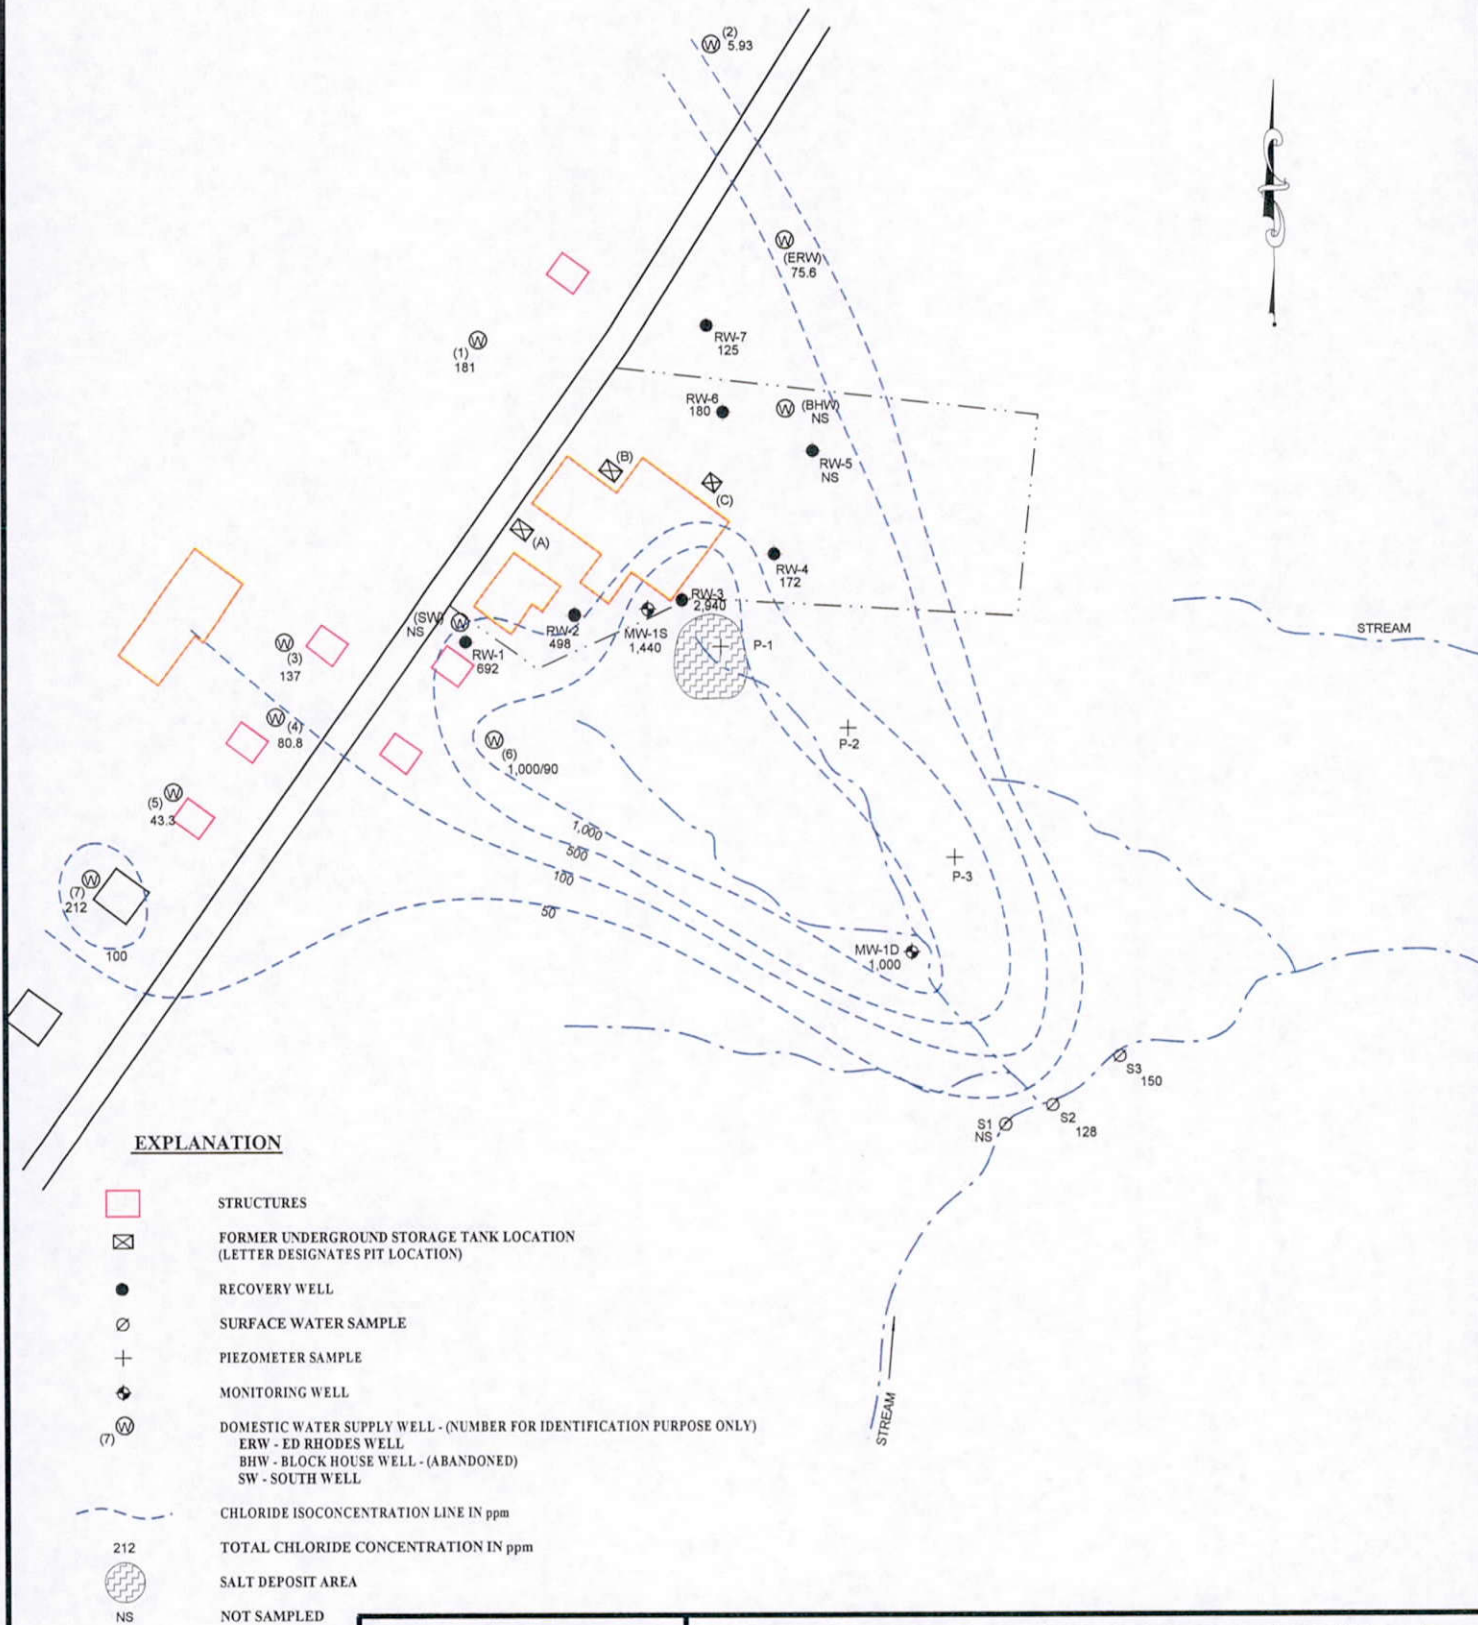 (2)
5.93
(ERW)
75.6
RW-7
125
(1)
181
RW-6
180
(BHW)
NS
RW-5
NS
(B)
(C)
(A)
RW-4
172
RW-3
2,940
(SW)
NS
RW-2
498
MW-1S
1,440
P-1
RW-1
692
STREAM
(3)
137
(4)
80.8
P-2
(6)
1,000/90
(5)
43.3
1,000
500
100
50
P-3
(7)
212
100
MW-1D
1,000
S3
150
S2
128
S1
NS
STREAM
EXPLANATION
STRUCTURES
FORMER UNDERGROUND STORAGE TANK LOCATION
(LETTER DESIGNATES PIT LOCATION)
RECOVERY WELL
SURFACE WATER SAMPLE
PIEZOMETER SAMPLE
MONITORING WELL
W
(7)
DOMESTIC WATER SUPPLY WELL - (NUMBER FOR IDENTIFICATION PURPOSE ONLY)
ERW - ED RHODES WELL
BHW - BLOCK HOUSE WELL - (ABANDONED)
SW - SOUTH WELL
CHLORIDE ISOCONCENTRATION LINE IN ppm
212 TOTAL CHLORIDE CONCENTRATION IN ppm
SALT DEPOSIT AREA
NS NOT SAMPLED